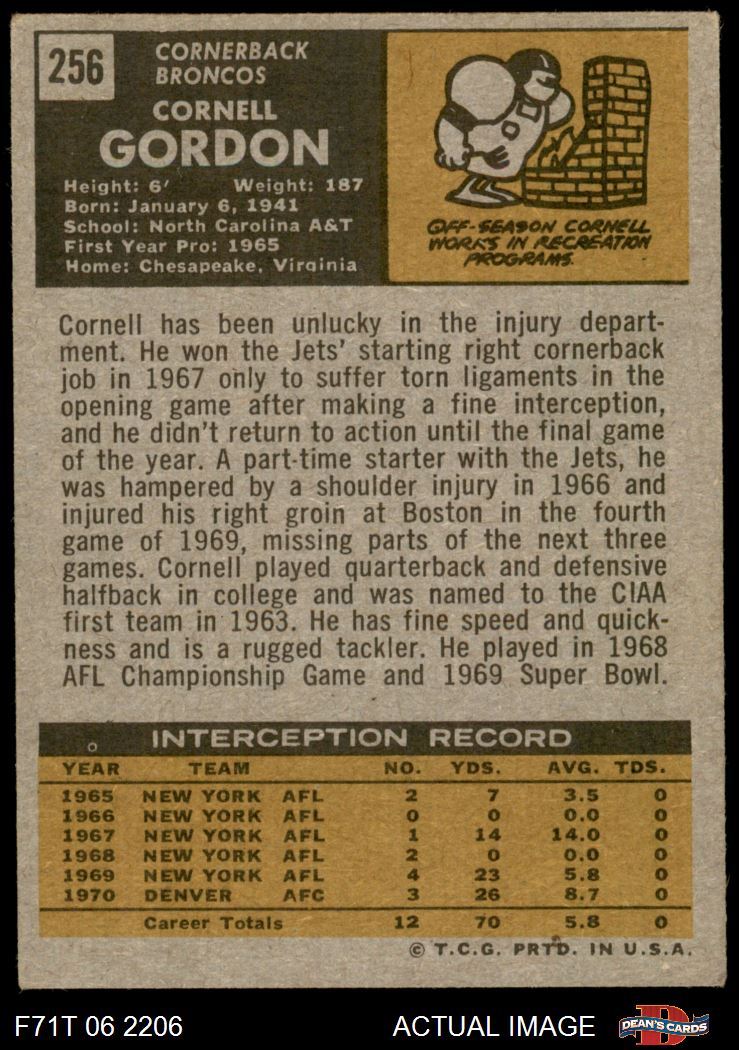 256
CORNERBACK
BRONCOS
CORNELL
GORDON
Height: 6' Weight: 187
Born: January 6, 1941
School: North Carolina A&T
First Year Pro: 1965
Home: Chesapeake, Virginia
OFF-SEASON CORNELL
WORKS IN RECREATION
PROGRAMS.
Cornell has been unlucky in the injury depart-
ment. He won the Jets' starting right cornerback
job in 1967 only to suffer torn ligaments in the
opening game after making a fine interception,
and he didn't return to action until the final game
of the year. A part-time starter with the Jets, he
was hampered by a shoulder injury in 1966 and
injured his right groin at Boston in the fourth
game of 1969, missing parts of the next three
games. Cornell played quarterback and defensive
halfback in college and was named to the CIAA
first team in 1963. He has fine speed and quick-
ness and is a rugged tackler. He played in 1968
AFL Championship Game and 1969 Super Bowl.
INTERCEPTION RECORD
YEAR TEAM NO. YDS. AVG. TDS.
1965 NEW YORK AFL 2 7 3.5 0
1966 NEW YORK AFL 0 0 0.0 0
1967 NEW YORK AFL 1 14 14.0 0
1968 NEW YORK AFL 2 0 0.0 0
1969 NEW YORK AFL 4 23 5.8 0
1970 DENVER AFC 3 26 8.7 0
Career Totals 12 70 5.8 0
© T.C.G. PRTD. IN U.S.A.
F71T 06 2206 ACTUAL IMAGE DEAN'S CARDS